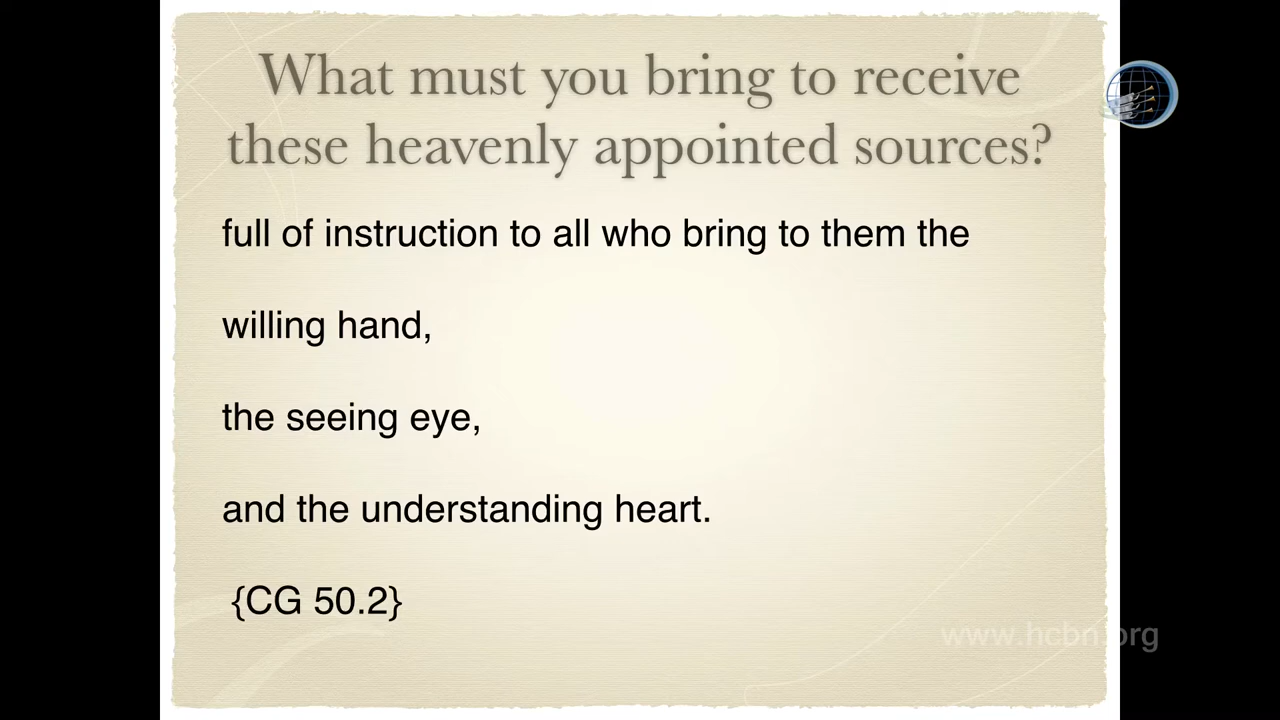 What must you bring to receive
these heavenly appointed sources?
full of instruction to all who bring to them the
willing hand,
the seeing eye,
and the understanding heart.
{CG 50.2}
www.hcbn.org